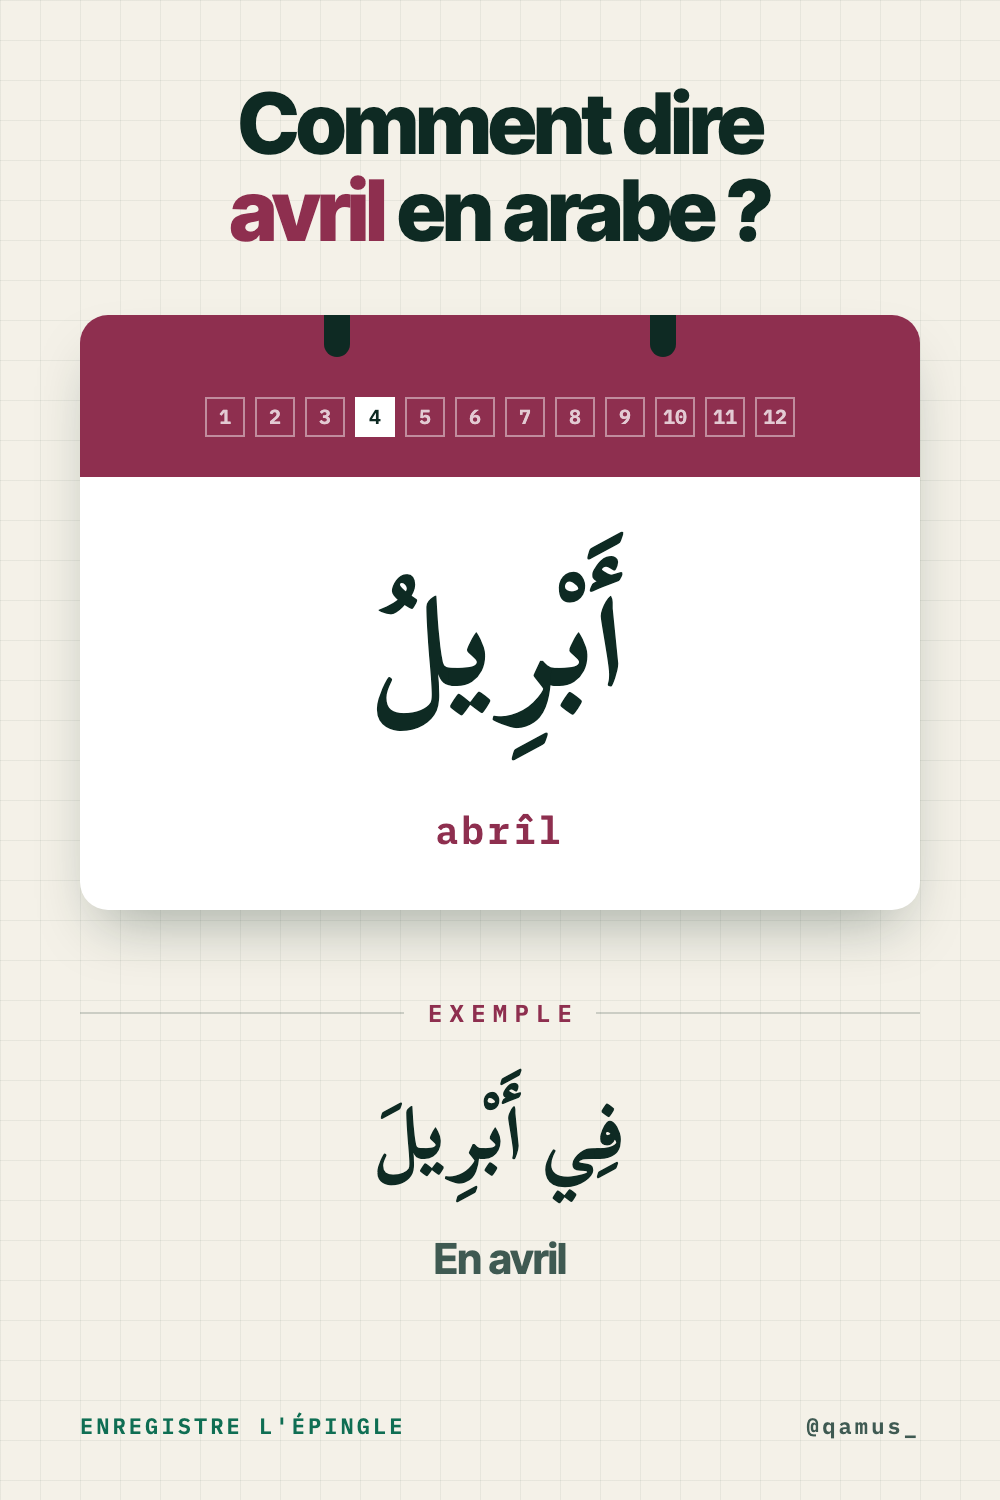 Comment dire
avril en arabe ?
1 2 3 4 5 6 7 8 9 10 11 12
أَبْرِيلُ
abrîl
EXEMPLE
فِي أَبْرِيلَ
En avril
ENREGISTRE L'ÉPINGLE
@qamus_